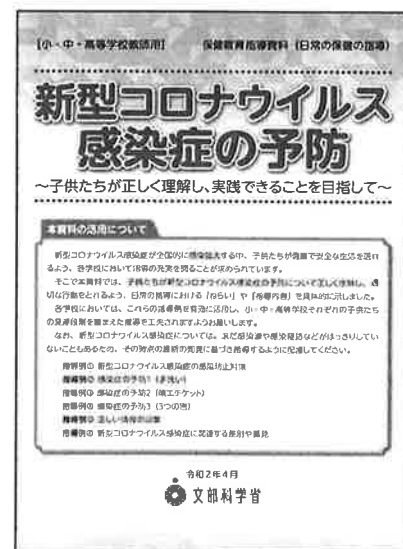 【小・中・高等学校教師用】 保健教育指導資料（日常の保健の指導）
新型コロナウイルス
感染症の予防
～子供たちが正しく理解し、実践できることを目指して～
本資料の活用について
新型コロナウイルス感染症が全国的に感染拡大する中、子供たちが健康で安全な生活を送れ
るよう、各学校において指導の充実を図ることが求められています。
そこで本資料では、子供たちが新型コロナウイルス感染症の予防について正しく理解し、適
切な行動をとれるよう、日常の指導における「ねらい」や「指導内容」を具体的に示しました。
各学校においては、これらの指導例を有効に活用し、小・中・高等学校それぞれの子供たち
の発達段階を踏まえた指導を工夫されますようお願いします。
なお、新型コロナウイルス感染症については、まだ感染源や感染経路などがはっきりしてい
ないこともあるため、その時点の最新の知見に基づき指導するように配慮してください。
指導例① 新型コロナウイルス感染症の感染防止対策
指導例② 感染症の予防1（手洗い）
指導例③ 感染症の予防2（咳エチケット）
指導例④ 感染症の予防3（3つの密）
指導例⑤ 正しい情報の収集
指導例⑥ 新型コロナウイルス感染症に関連する差別や偏見
令和2年4月
文部科学省